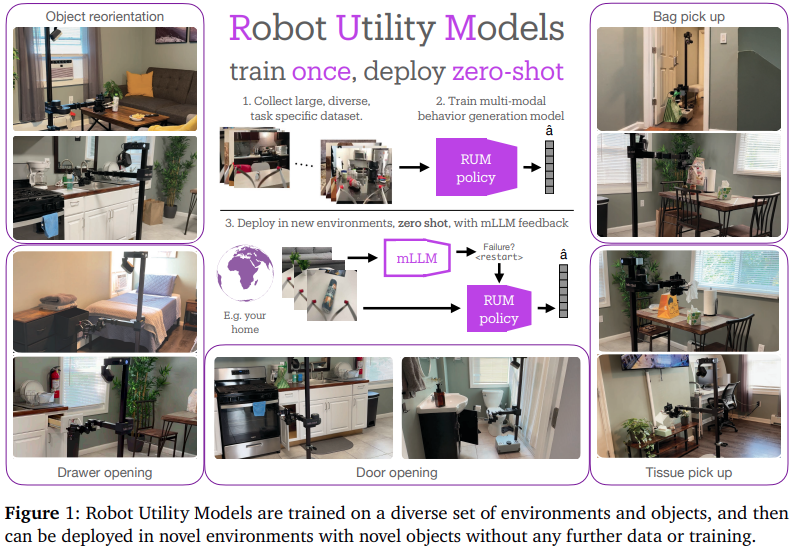 Object reorientation
Robot Utility Models
train once, deploy zero-shot
Bag pick up
1. Collect large, diverse,
task specific dataset.
2. Train multi-modal
behavior generation model
RUM
policy
â
3. Deploy in new environments, zero shot, with mLLM feedback
mLLM
Failure?
<restart>
â
RUM
policy
E.g. your
home
Drawer opening
Door opening
Tissue pick up
Figure 1: Robot Utility Models are trained on a diverse set of environments and objects, and then
can be deployed in novel environments with novel objects without any further data or training.